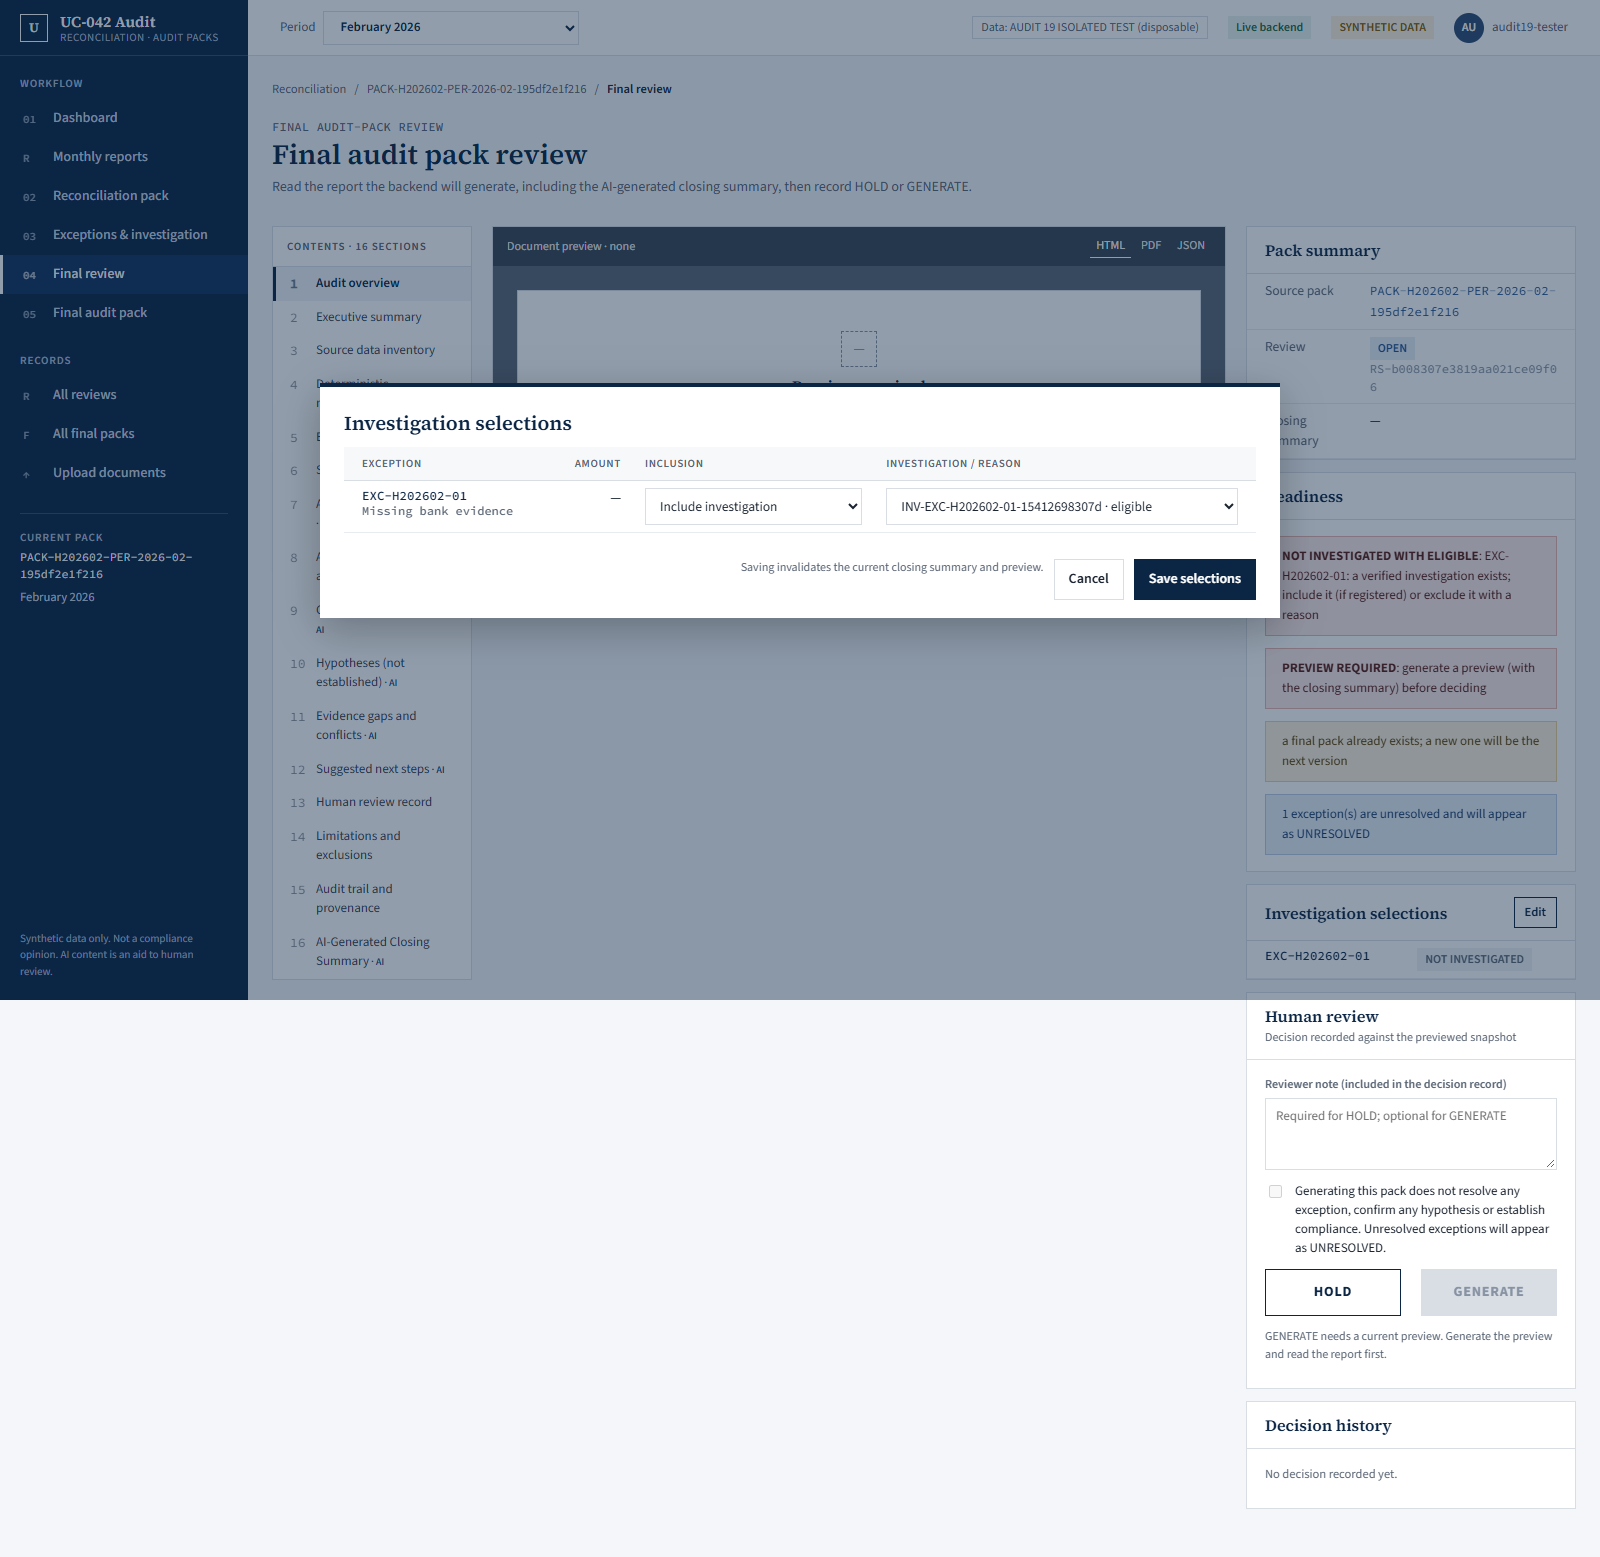 U
UC-042 Audit
RECONCILIATION · AUDIT PACKS
WORKFLOW
01 Dashboard
R Monthly reports
02 Reconciliation pack
03 Exceptions & investigation
04 Final review
05 Final audit pack
RECORDS
R All reviews
F All final packs
↑ Upload documents
CURRENT PACK
PACK-H202602-PER-2026-02-
195df2e1f216
February 2026
Synthetic data only. Not a compliance
opinion. AI content is an aid to human
review.
Period February 2026
Data: AUDIT 19 ISOLATED TEST (disposable)
Live backend
SYNTHETIC DATA
AU audit19-tester
Reconciliation / PACK-H202602-PER-2026-02-195df2e1f216 / Final review
FINAL AUDIT-PACK REVIEW
Final audit pack review
Read the report the backend will generate, including the AI-generated closing summary, then record HOLD or GENERATE.
CONTENTS · 16 SECTIONS
1 Audit overview
2 Executive summary
3 Source data inventory
4
5
6
7
8
9
AI
10 Hypotheses (not
established) · AI
11 Evidence gaps and
conflicts · AI
12 Suggested next steps · AI
13 Human review record
14 Limitations and
exclusions
15 Audit trail and
provenance
16 AI-Generated Closing
Summary · AI
Document preview · none
HTML PDF JSON
—
Investigation selections
EXCEPTION AMOUNT INCLUSION INVESTIGATION / REASON
EXC-H202602-01 — Include investigation INV-EXC-H202602-01-15412698307d · eligible
Missing bank evidence
Saving invalidates the current closing summary and preview.
Cancel
Save selections
Pack summary
Source pack PACK-H202602-PER-2026-02-
195df2e1f216
Review OPEN
RS-b008307e3819aa021ce09f0
6
osing —
mmary
eadiness
NOT INVESTIGATED WITH ELIGIBLE: EXC-
H202602-01: a verified investigation exists;
include it (if registered) or exclude it with a
reason
PREVIEW REQUIRED: generate a preview (with
the closing summary) before deciding
a final pack already exists; a new one will be the
next version
1 exception(s) are unresolved and will appear
as UNRESOLVED
Investigation selections
Edit
EXC-H202602-01 NOT INVESTIGATED
Human review
Decision recorded against the previewed snapshot
Reviewer note (included in the decision record)
Required for HOLD; optional for GENERATE
Generating this pack does not resolve any
exception, confirm any hypothesis or establish
compliance. Unresolved exceptions will appear
as UNRESOLVED.
HOLD
GENERATE
GENERATE needs a current preview. Generate the preview
and read the report first.
Decision history
No decision recorded yet.